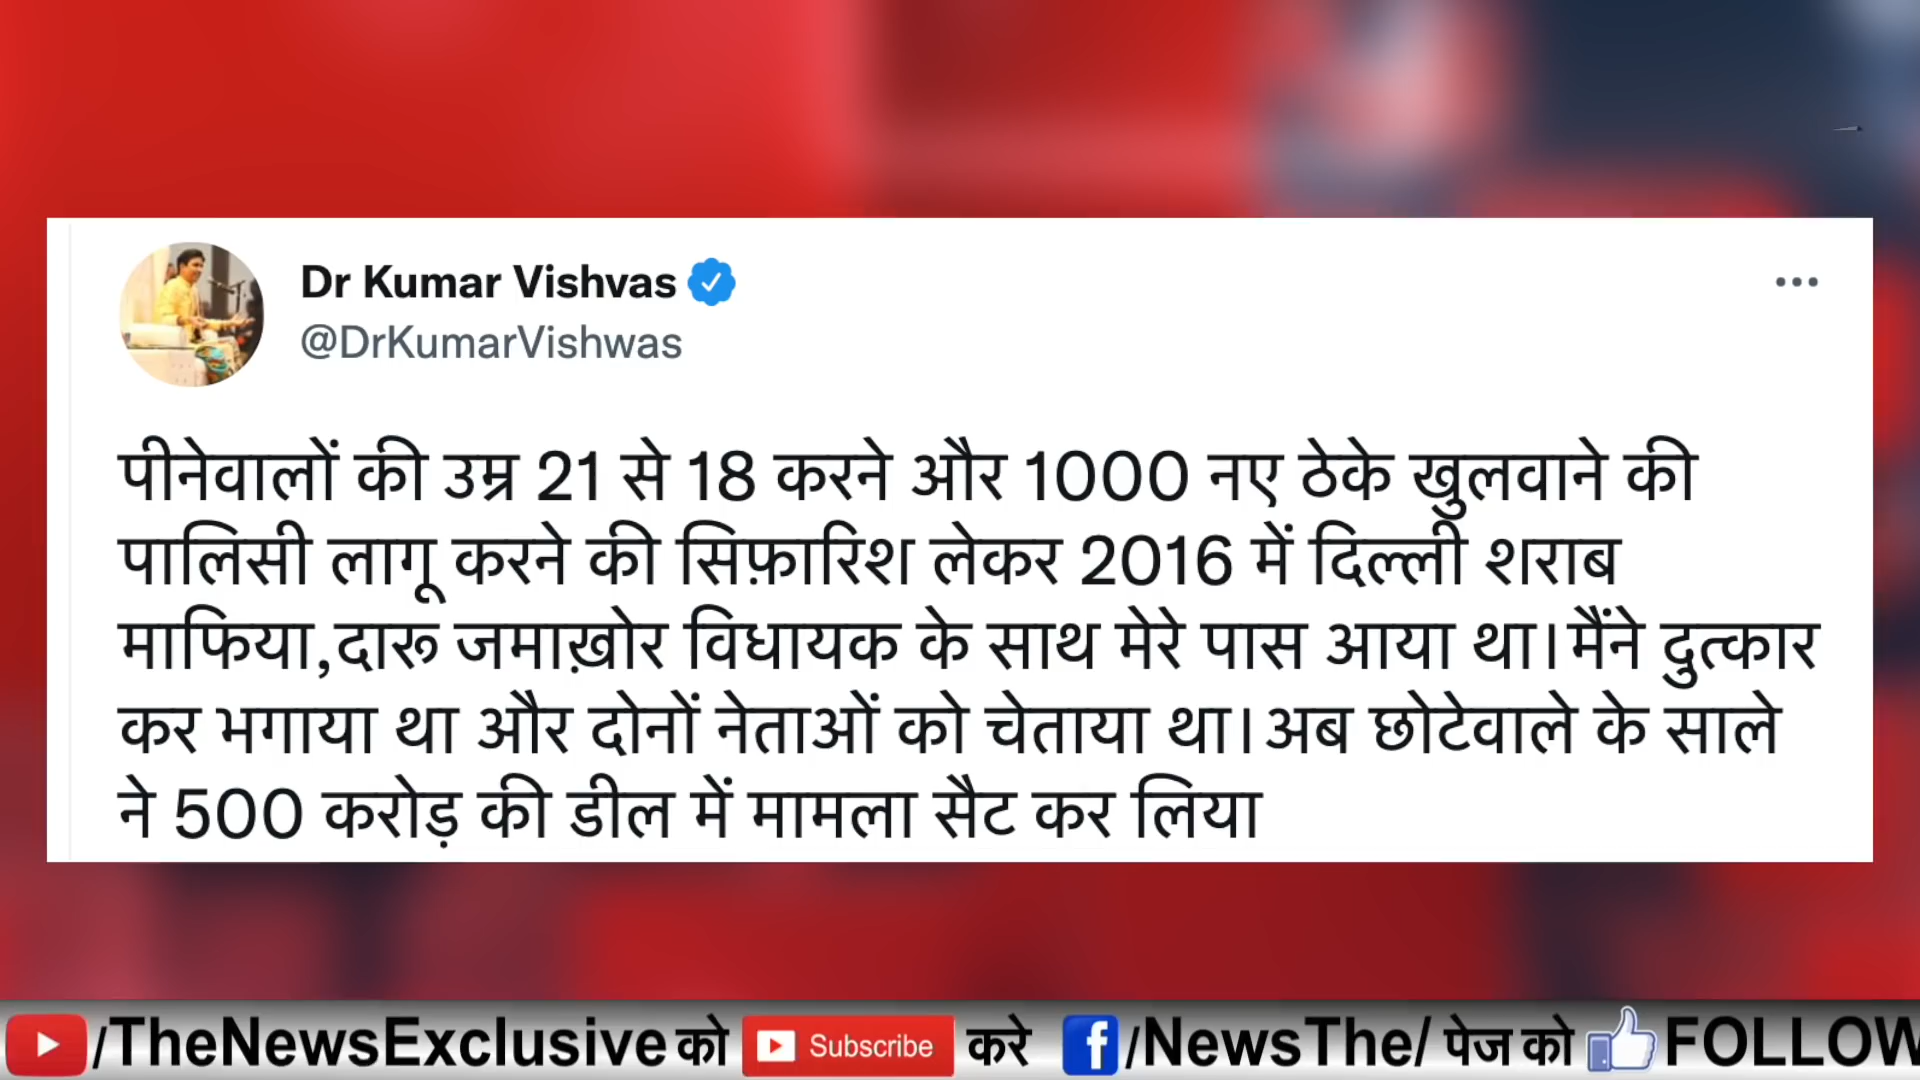 Dr Kumar Vishvas
@DrKumarVishwas
पीनेवालों की उम्र 21 से 18 करने और 1000 नए ठेके खुलवाने की
पालिसी लागू करने की सिफ़ारिश लेकर 2016 में दिल्ली शराब
माफिया,दारू जमाख़ोर विधायक के साथ मेरे पास आया था।मैंने दुत्कार
कर भगाया था और दोनों नेताओं को चेताया था।अब छोटेवाले के साले
ने 500 करोड़ की डील में मामला सैट कर लिया
/TheNewsExclusive को Subscribe करे f/NewsThe/ पेज को FOLLOW